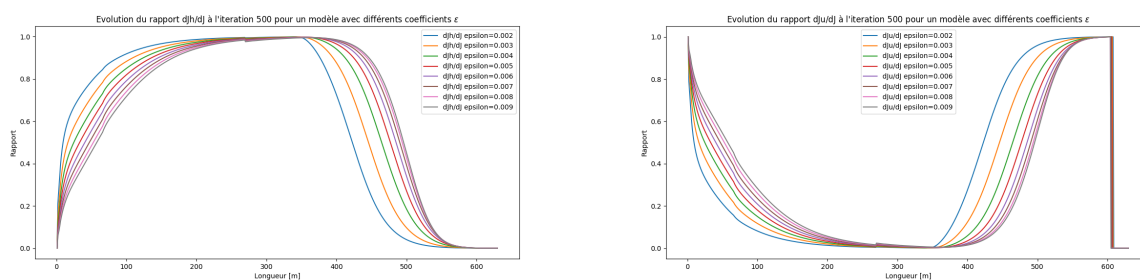 Evolution du rapport dJh/dJ à l'iteration 500 pour un modèle avec différents coefficients ε
1.0
0.8
0.6
0.4
0.2
0.0
Rapport
0
100
200
300
400
500
600
Longueur [m]
dJh/dJ epsilon=0.002
dJh/dJ epsilon=0.003
dJh/dJ epsilon=0.004
dJh/dJ epsilon=0.005
dJh/dJ epsilon=0.006
dJh/dJ epsilon=0.007
dJh/dJ epsilon=0.008
dJh/dJ epsilon=0.009
Evolution du rapport dJu/dJ à l'iteration 500 pour un modèle avec différents coefficients ε
1.0
0.8
0.6
0.4
0.2
0.0
Rapport
0
100
200
300
400
500
600
Longueur [m]
dJu/dJ epsilon=0.002
dJu/dJ epsilon=0.003
dJu/dJ epsilon=0.004
dJu/dJ epsilon=0.005
dJu/dJ epsilon=0.006
dJu/dJ epsilon=0.007
dJu/dJ epsilon=0.008
dJu/dJ epsilon=0.009